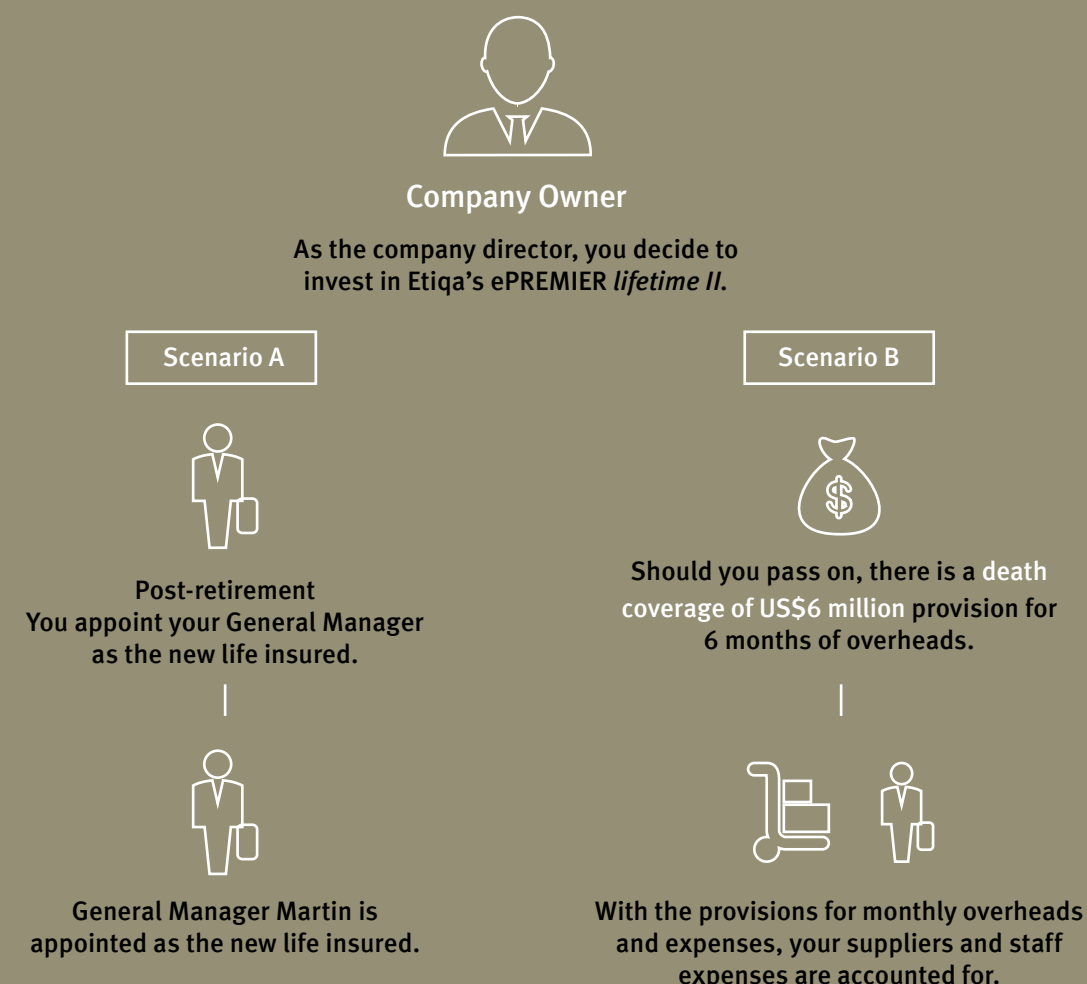 Company Owner
As the company director, you decide to
invest in Etiqa’s ePREMIER lifetime II.
Scenario A
Post-retirement
You appoint your General Manager
as the new life insured.
General Manager Martin is
appointed as the new life insured.
Scenario B
$
Should you pass on, there is a death
coverage of US$6 million provision for
6 months of overheads.
With the provisions for monthly overheads
and expenses, your suppliers and staff
expenses are accounted for.